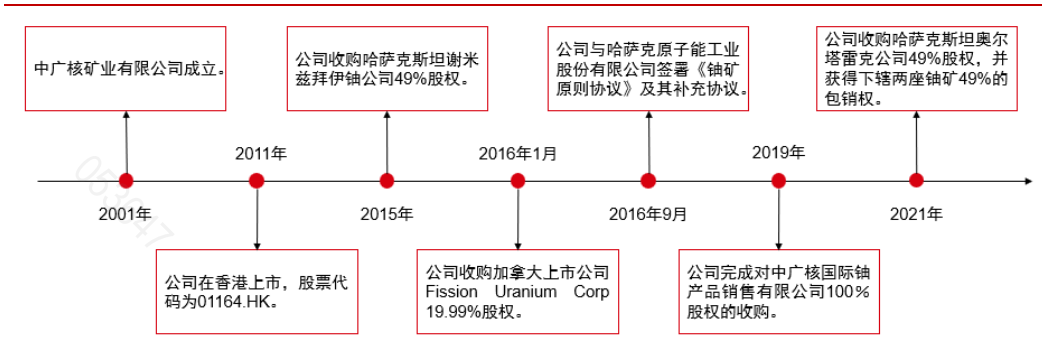 中广核矿业有限公司成立。
公司收购哈萨克斯坦谢米
兹拜伊铀公司49%股权。
公司与哈萨克原子能工业
股份有限公司签署《铀矿
原则协议》及其补充协议。
公司收购哈萨克斯坦奥尔
塔雷克公司49%股权，并
获得下辖两座铀矿49%的
包销权。
2011年
2016年1月
2019年
2001年
2015年
2016年9月
2021年
公司在香港上市，股票代
码为01164.HK。
公司收购加拿大上市公司
Fission Uranium Corp
19.99%股权。
公司完成对中广核国际铀
产品销售有限公司100%
股权的收购。
053047